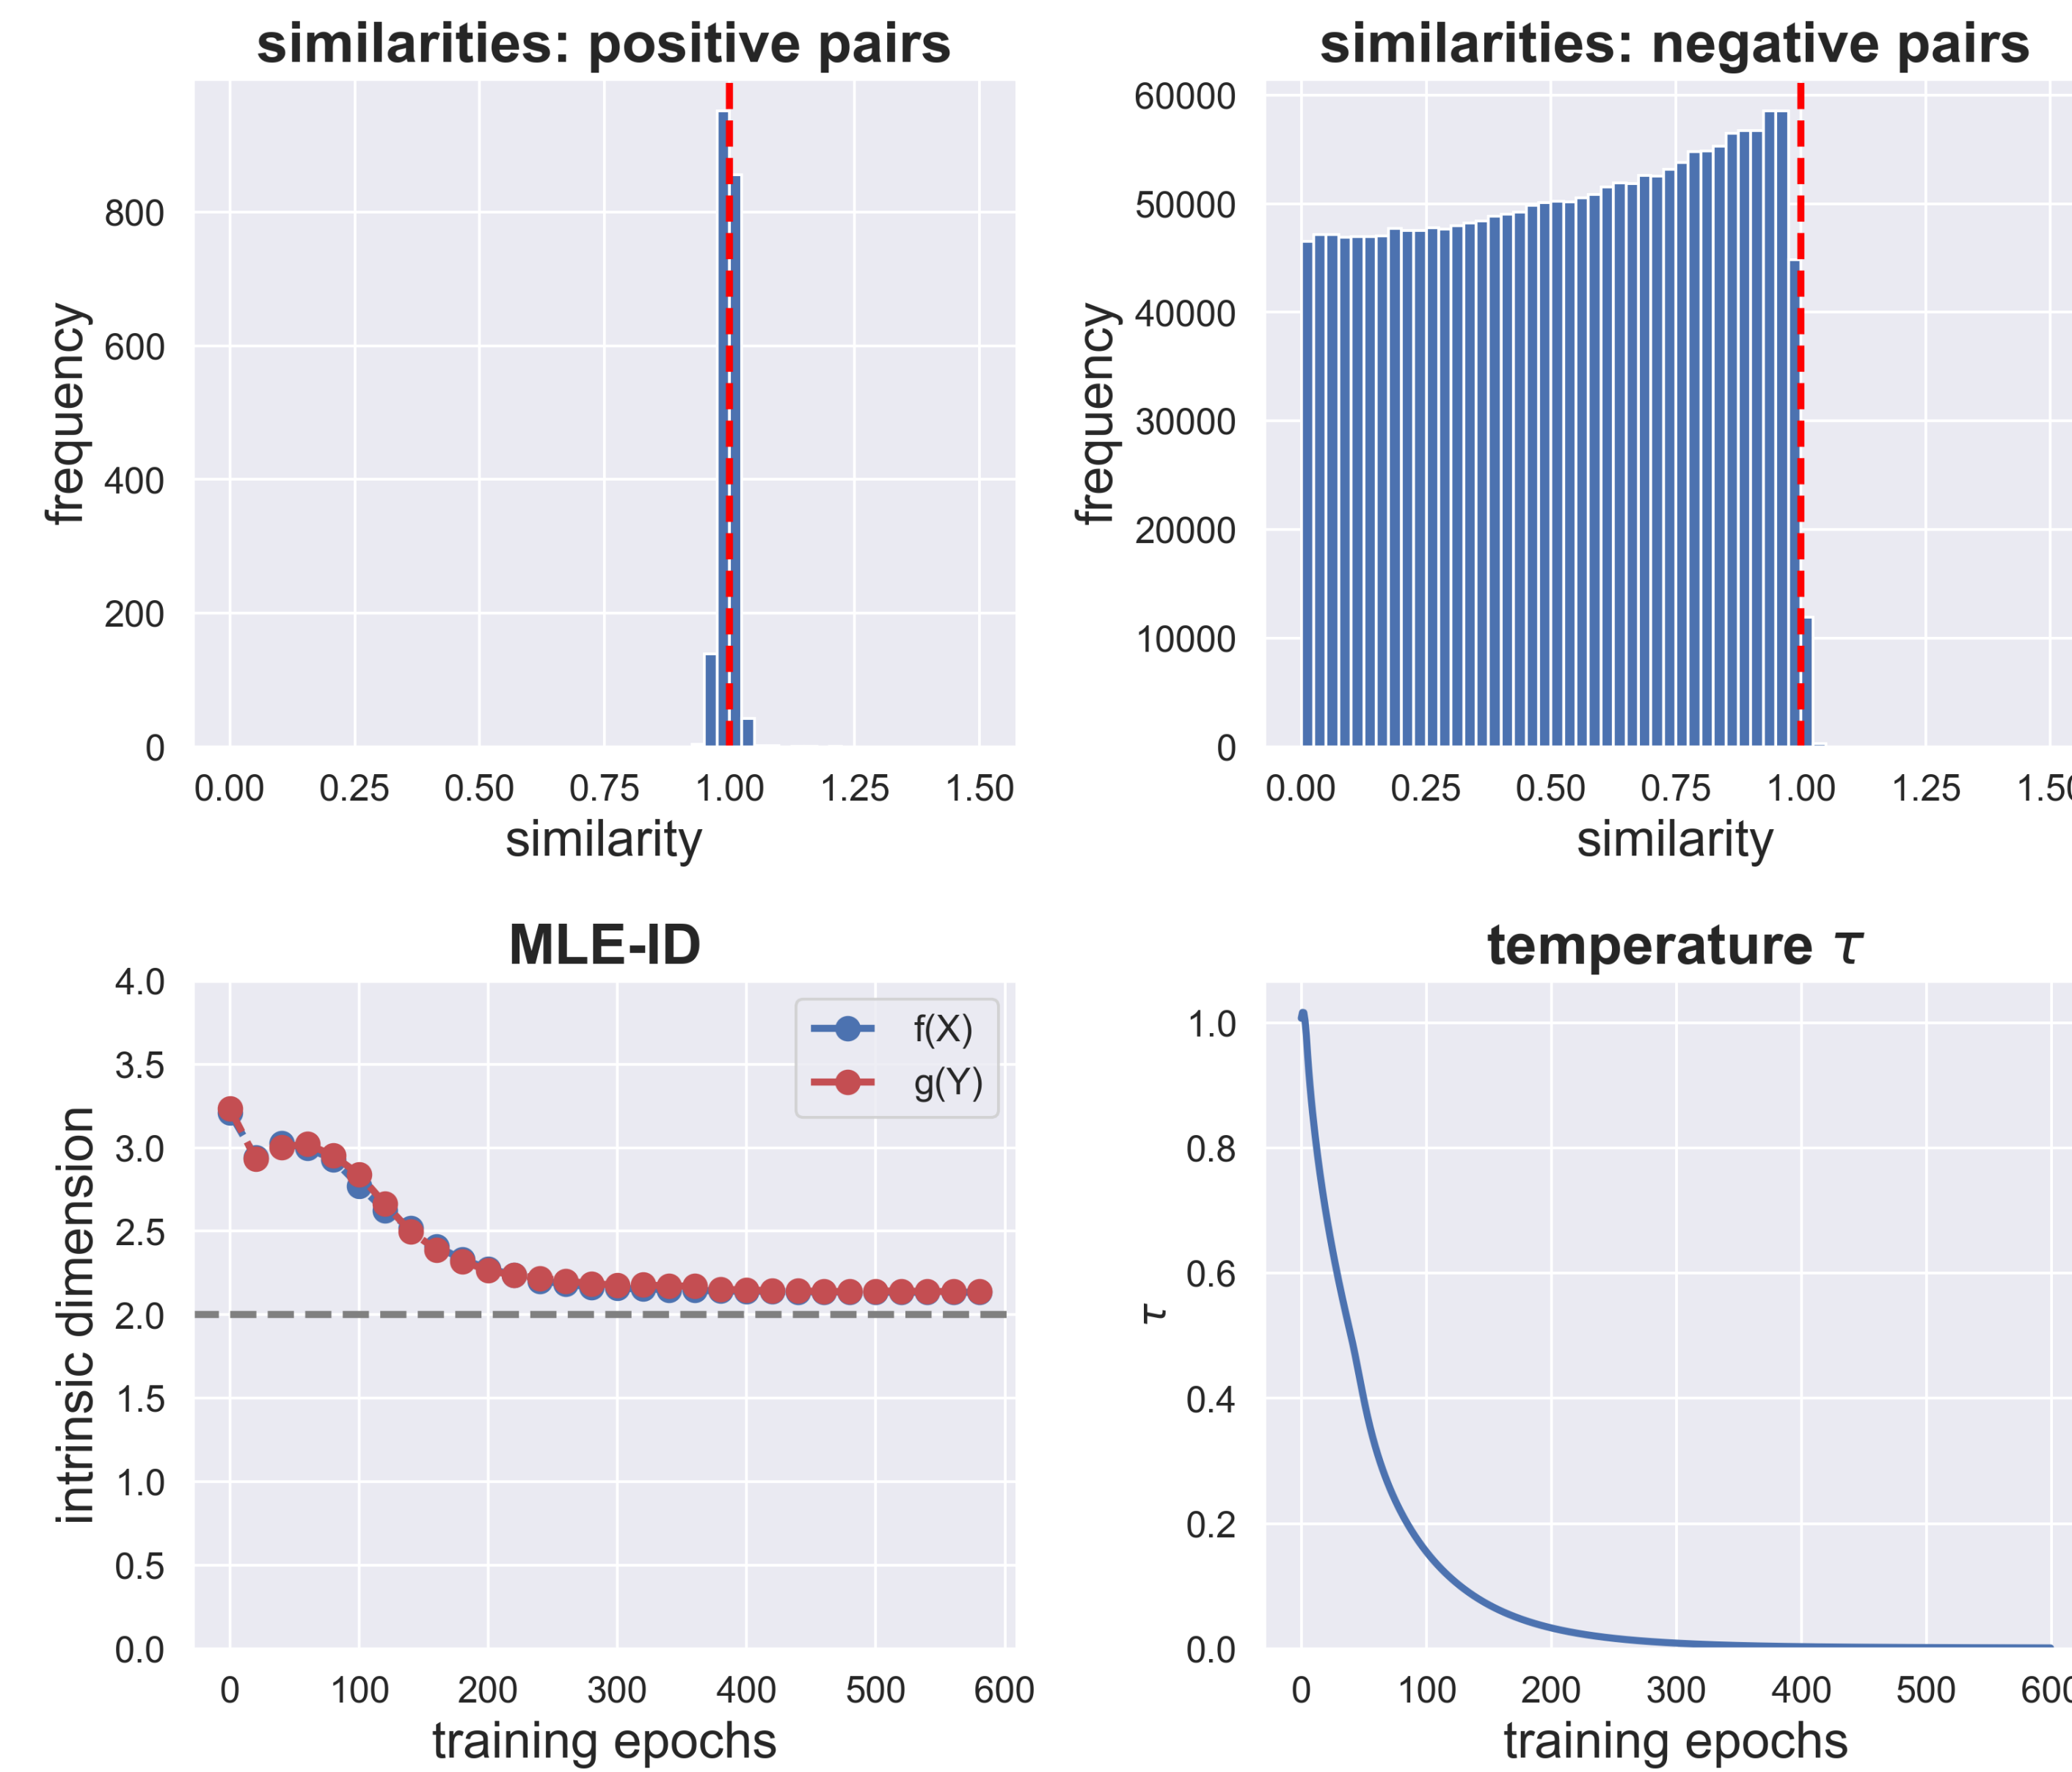 similarities: positive pairs
frequency
800
600
400
200
0
0.00 0.25 0.50 0.75 1.00 1.25 1.50
similarity
similarities: negative pairs
frequency
60000
50000
40000
30000
20000
10000
0
0.00 0.25 0.50 0.75 1.00 1.25 1.50
similarity
MLE-ID
intrinsic dimension
4.0
3.5
3.0
2.5
2.0
1.5
1.0
0.5
0.0
f(X)
g(Y)
0 100 200 300 400 500 600
training epochs
temperature τ
τ
1.0
0.8
0.6
0.4
0.2
0.0
0 100 200 300 400 500 600
training epochs